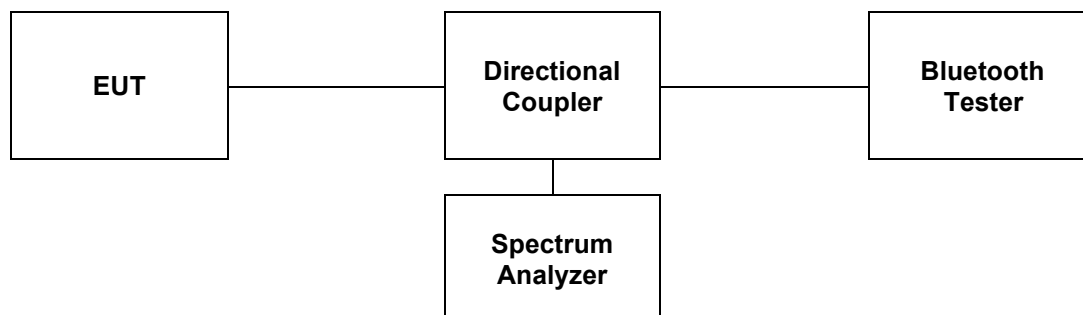 EUT
Directional
Coupler
Bluetooth
Tester
Spectrum
Analyzer